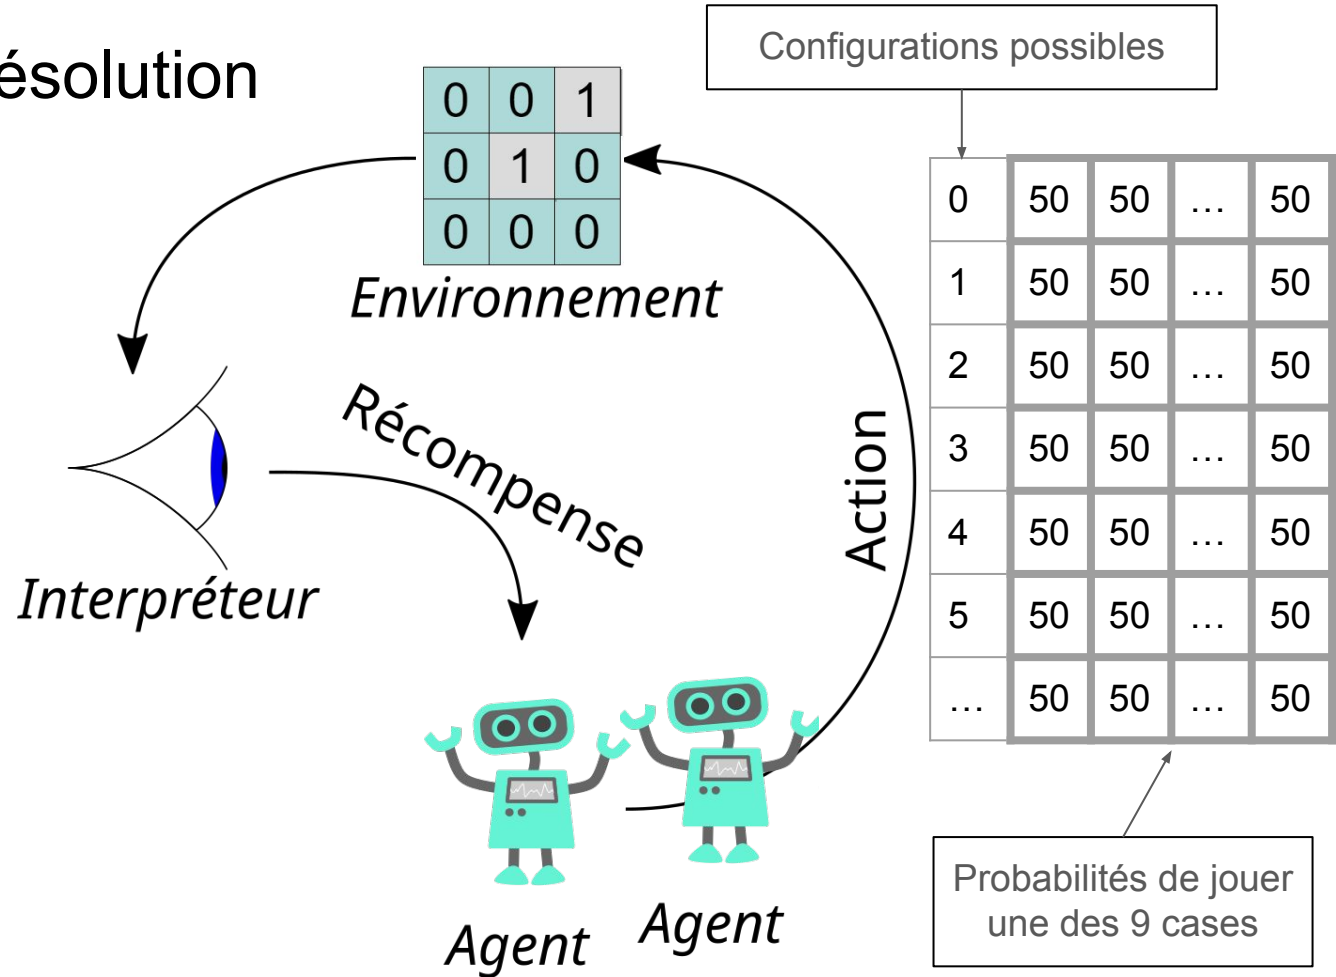 ésolution
Configurations possibles
0 0 1
0 1 0
0 0 0
Environnement
Récompense
Action
Interpréteur
Agent
Agent
0 50 50 … 50
1 50 50 … 50
2 50 50 … 50
3 50 50 … 50
4 50 50 … 50
5 50 50 … 50
… 50 50 … 50
Probabilités de jouer
une des 9 cases